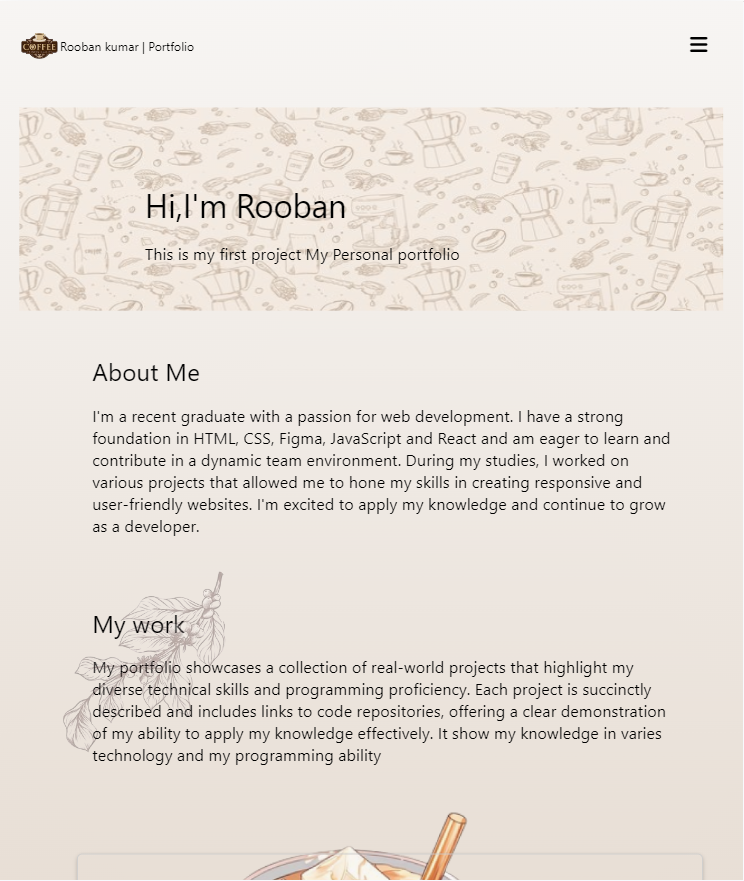 COFFEE
Rooban kumar | Portfolio
Hi,I'm Rooban
This is my first project My Personal portfolio
About Me
I'm a recent graduate with a passion for web development. I have a strong
foundation in HTML, CSS, Figma, JavaScript and React and am eager to learn and
contribute in a dynamic team environment. During my studies, I worked on
various projects that allowed me to hone my skills in creating responsive and
user-friendly websites. I'm excited to apply my knowledge and continue to grow
as a developer.
My work
My portfolio showcases a collection of real-world projects that highlight my
diverse technical skills and programming proficiency. Each project is succinctly
described and includes links to code repositories, offering a clear demonstration
of my ability to apply my knowledge effectively. It show my knowledge in varies
technology and my programming ability